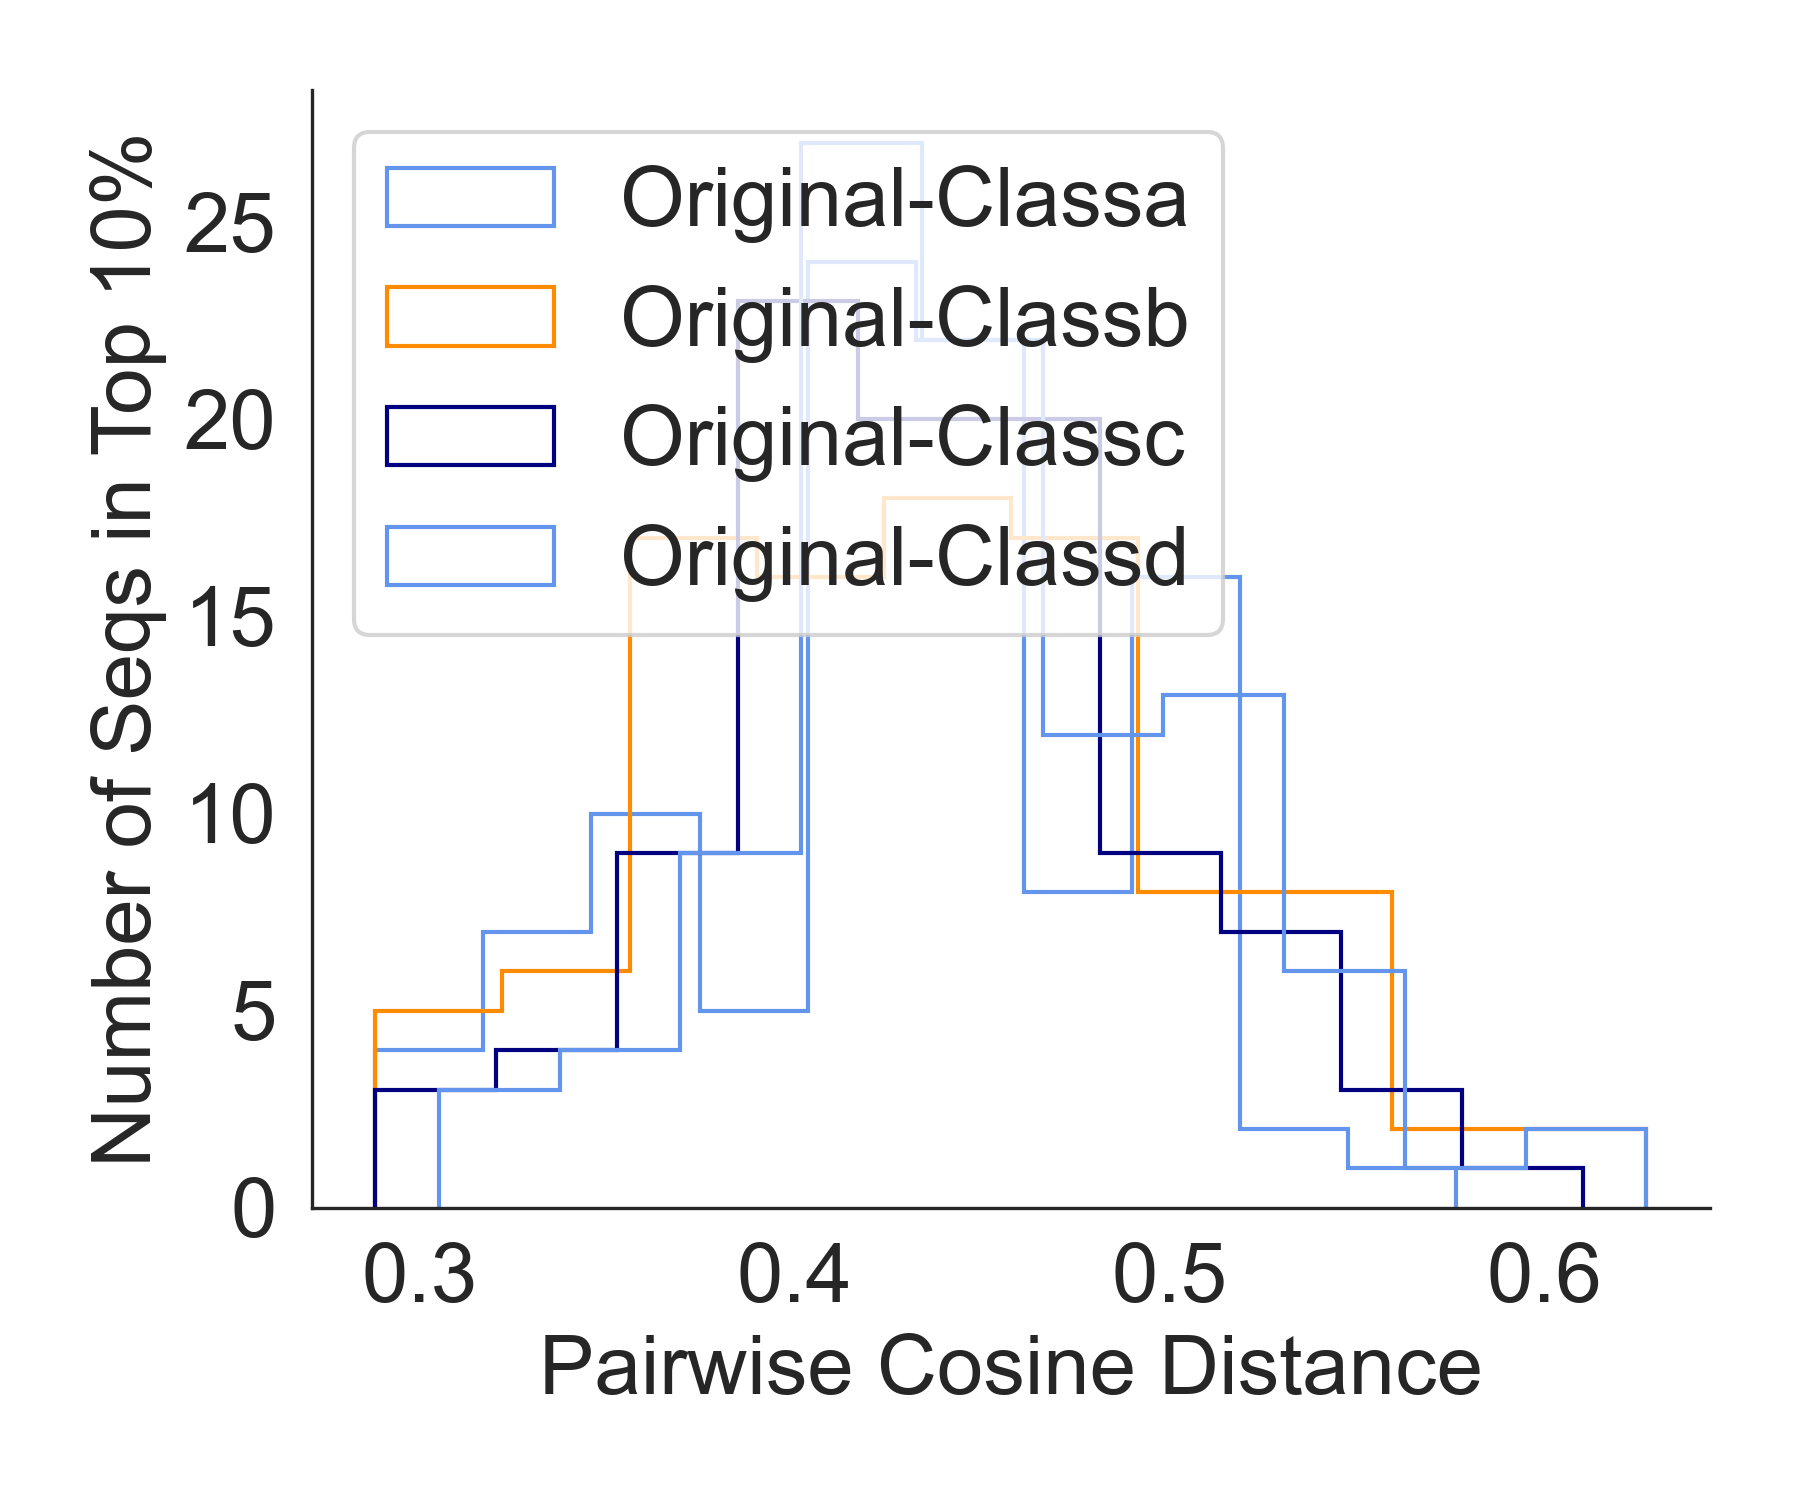 Number of Seqs in Top 10%
25
20
15
10
5
0
Original-Classa
Original-Classb
Original-Classc
Original-Classd
0.3 0.4 0.5 0.6
Pairwise Cosine Distance